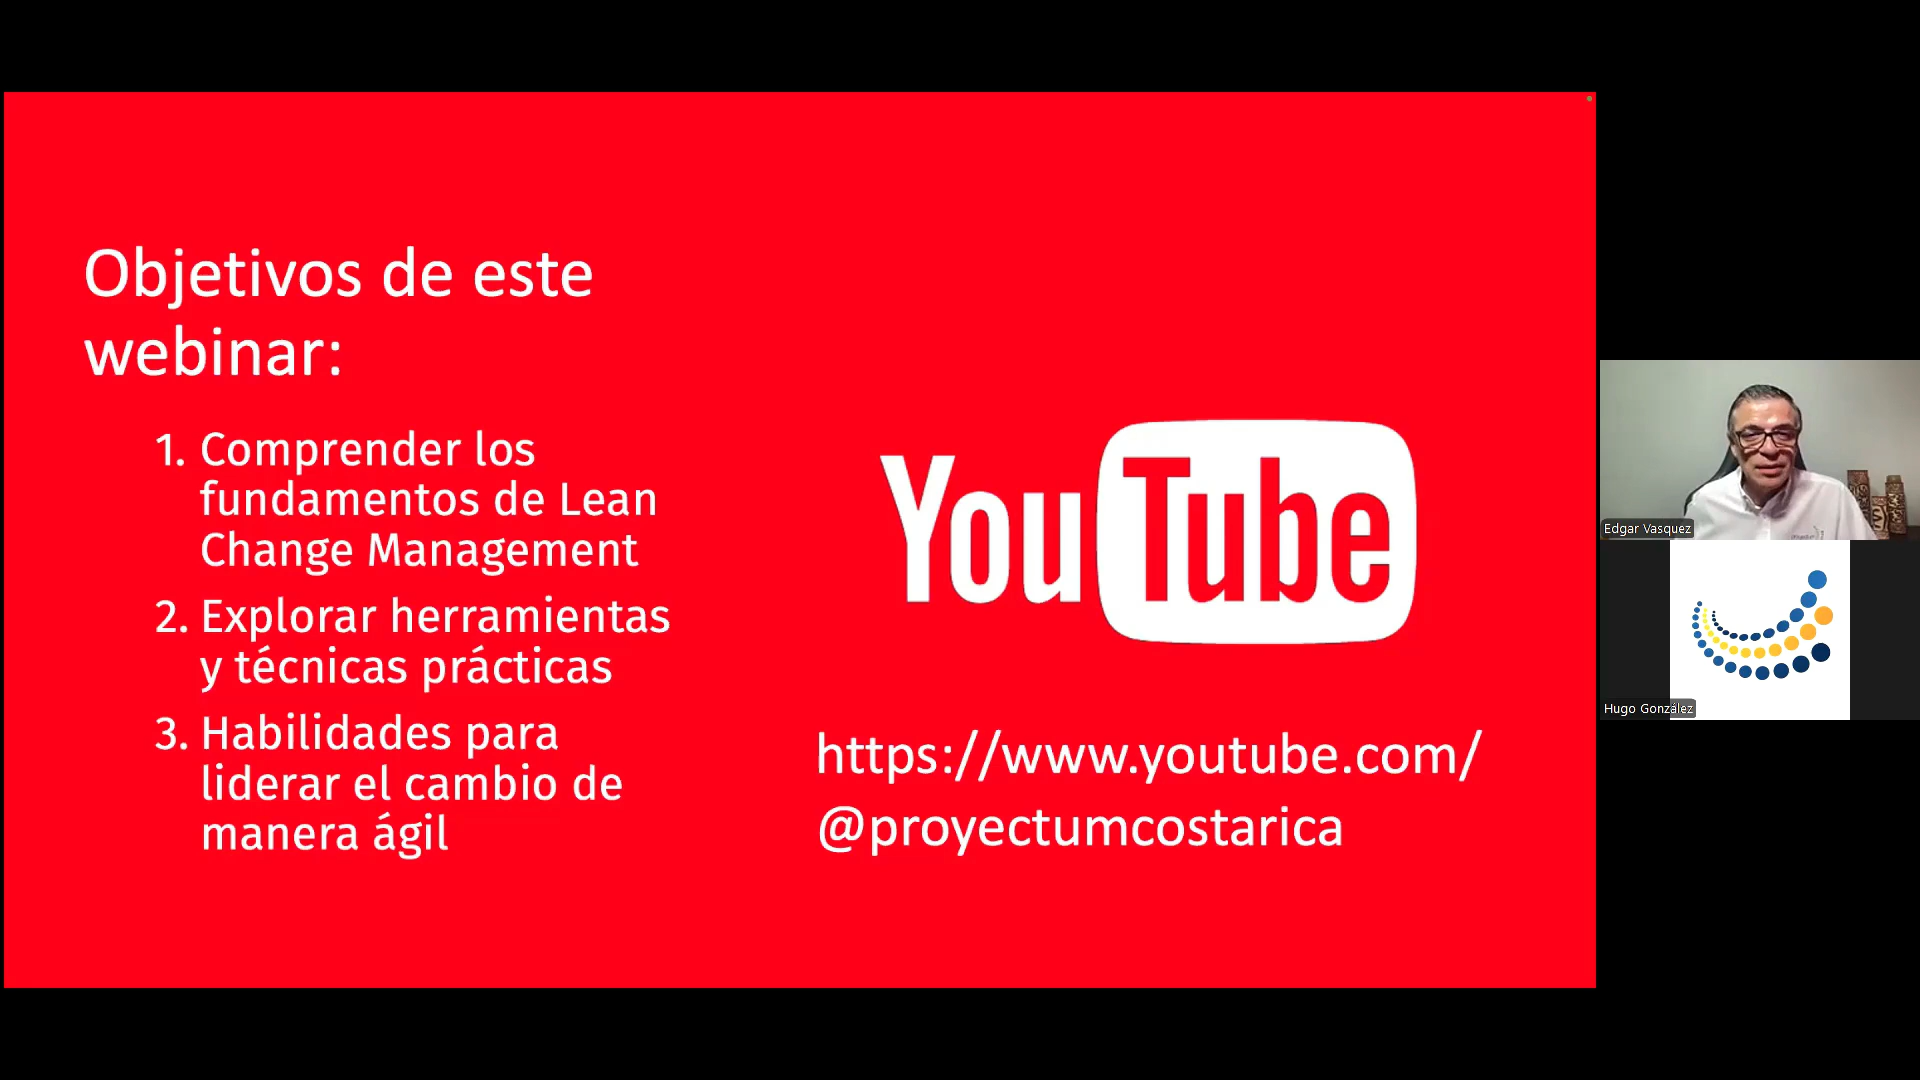 Objetivos de este
webinar:
1. Comprender los
fundamentos de Lean
Change Management
2. Explorar herramientas
y técnicas prácticas
3. Habilidades para
liderar el cambio de
manera ágil
YouTube
https://www.youtube.com/
@proyectumcostarica
Edgar Vasquez
Hugo González